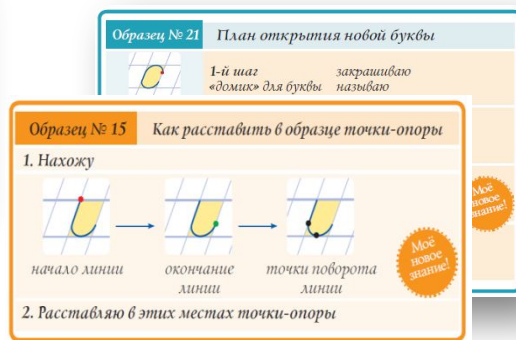 Образец № 21 План открытия новой буквы
1-й шаг закрашиваю
«домик» для буквы называю
Образец № 15 Как расставить в образце точки-опоры
1. Нахожу
начало линии
окончание линии
точки поворота линии
Моё новое знание!
2. Расставляю в этих местах точки-опоры
Моё новое знание!